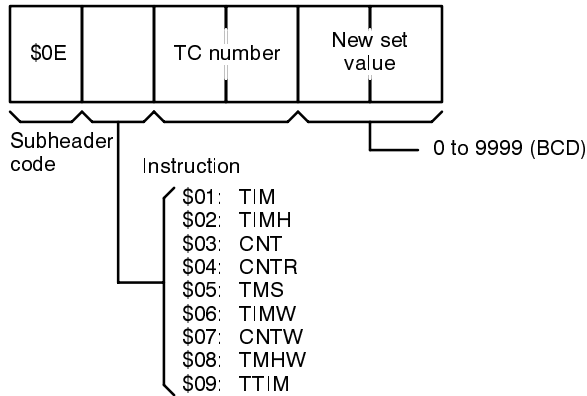 $0E
TC number
New set
value
Subheader
code
0 to 9999 (BCD)
Instruction
$01: TIM
$02: TIMH
$03: CNT
$04: CNTR
$05: TMS
$06: TIMW
$07: CNTW
$08: TMHW
$09: TTIM